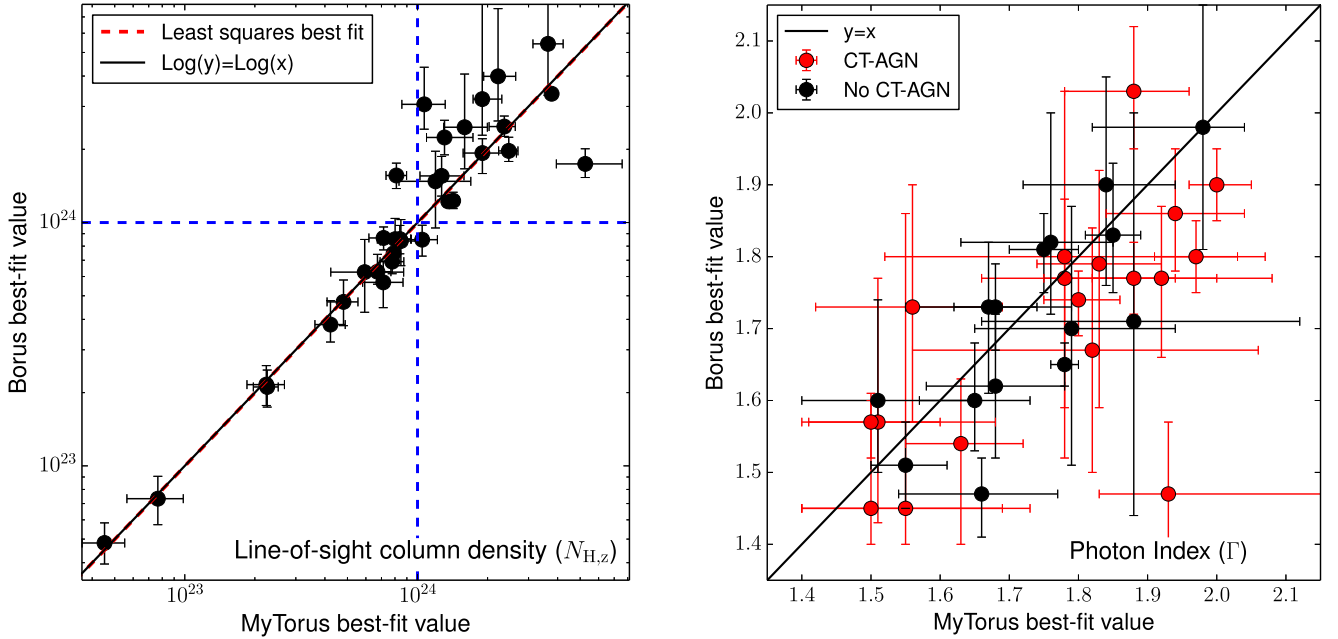 Least squares best fit
Log(y)=Log(x)
Borus best-fit value
10^24
10^23
Line-of-sight column density (N_H,z)
10^23
10^24
MyTorus best-fit value
y=x
CT-AGN
No CT-AGN
Borus best-fit value
2.1
2.0
1.9
1.8
1.7
1.6
1.5
1.4
Photon Index (Γ)
1.4 1.5 1.6 1.7 1.8 1.9 2.0 2.1
MyTorus best-fit value